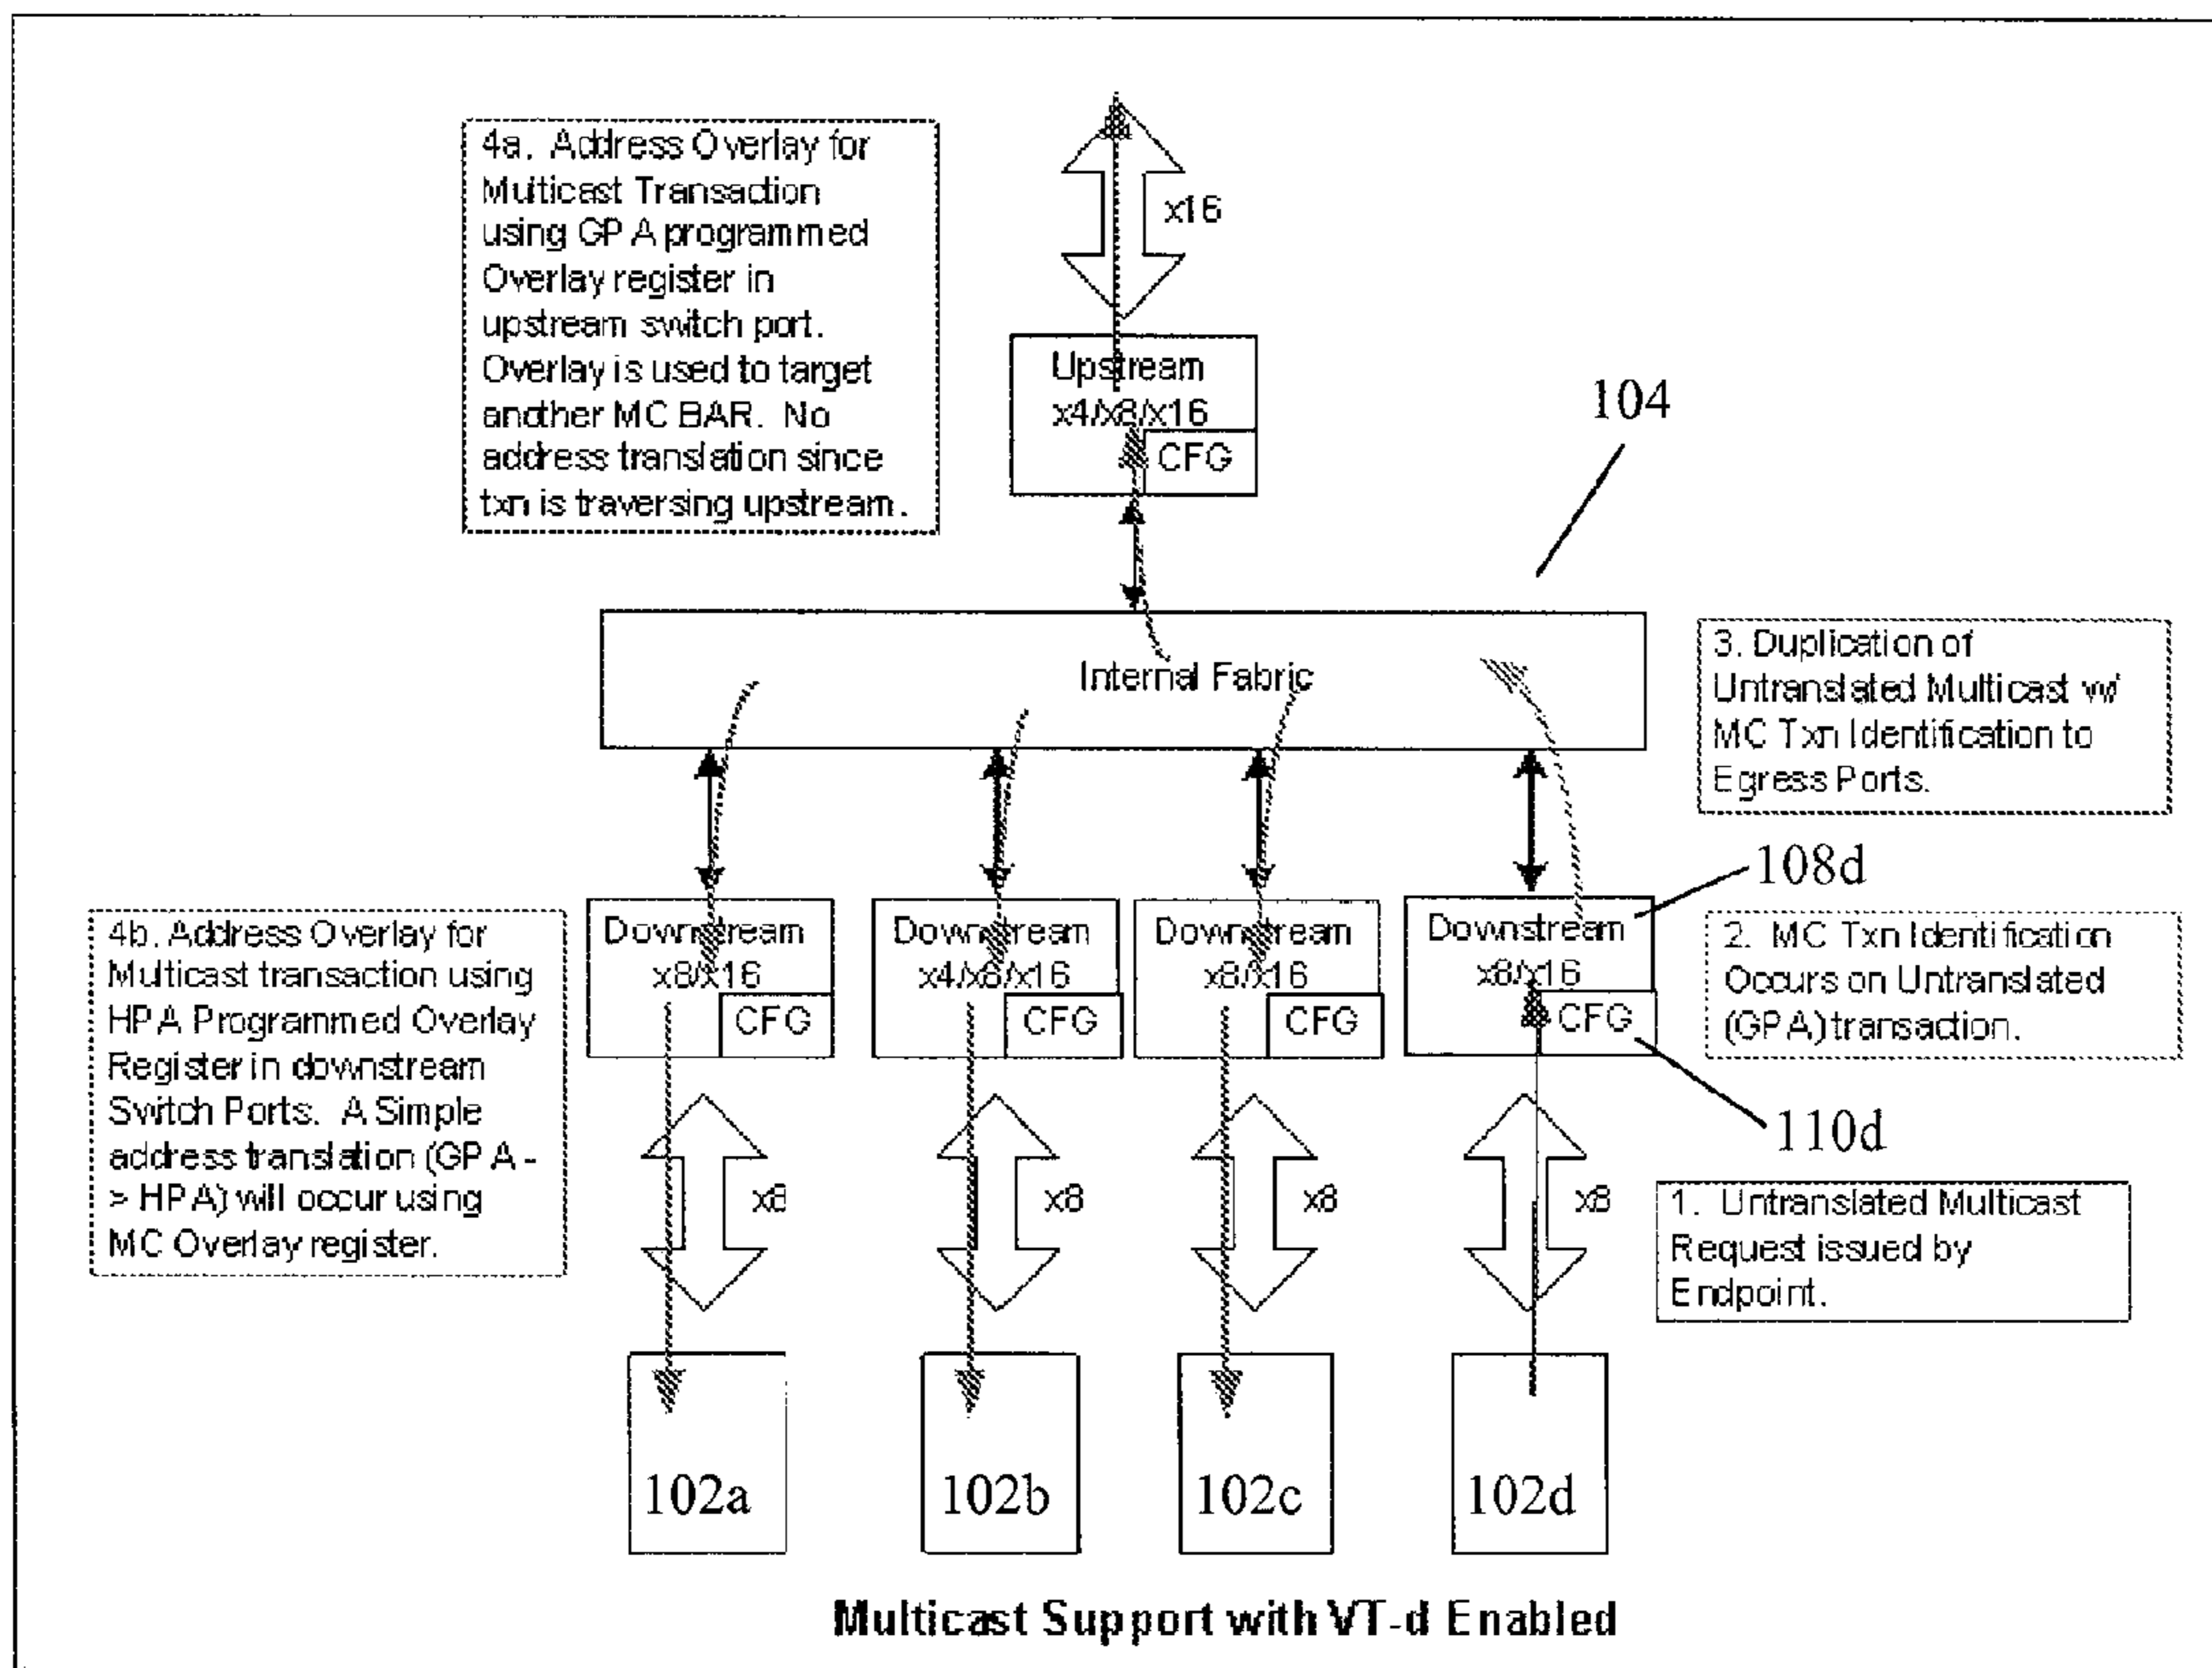 4a. Address Overlay for
Multicast Transaction
using GPA programmed
Overlay register in
upstream switch port.
Overlay is used to target
another MC BAR. No
address translation since
txn is traversing upstream.
x16
Upstream
x4/x8/x16
CFG
104
Internal Fabric
3. Duplication of
Untranslated Multicast w/
MC Txn Identification to
Egress Ports.
108d
4b. Address Overlay for
Multicast transaction using
HPA Programmed Overlay
Register in downstream
Switch Ports. A Simple
address translation (GPA -
> HPA) will occur using
MC Overlay register.
Downstream
x8/x16
CFG
Downstream
x4/x8/x16
CFG
Downstream
x8/x16
CFG
Downstream
x8/x16
CFG
2. MC Txn Identification
Occurs on Untranslated
(GPA) transaction.
110d
x8
x8
x8
x8
1. Untranslated Multicast
Request issued by
Endpoint.
102a
102b
102c
102d
Multicast Support with VT-d Enabled